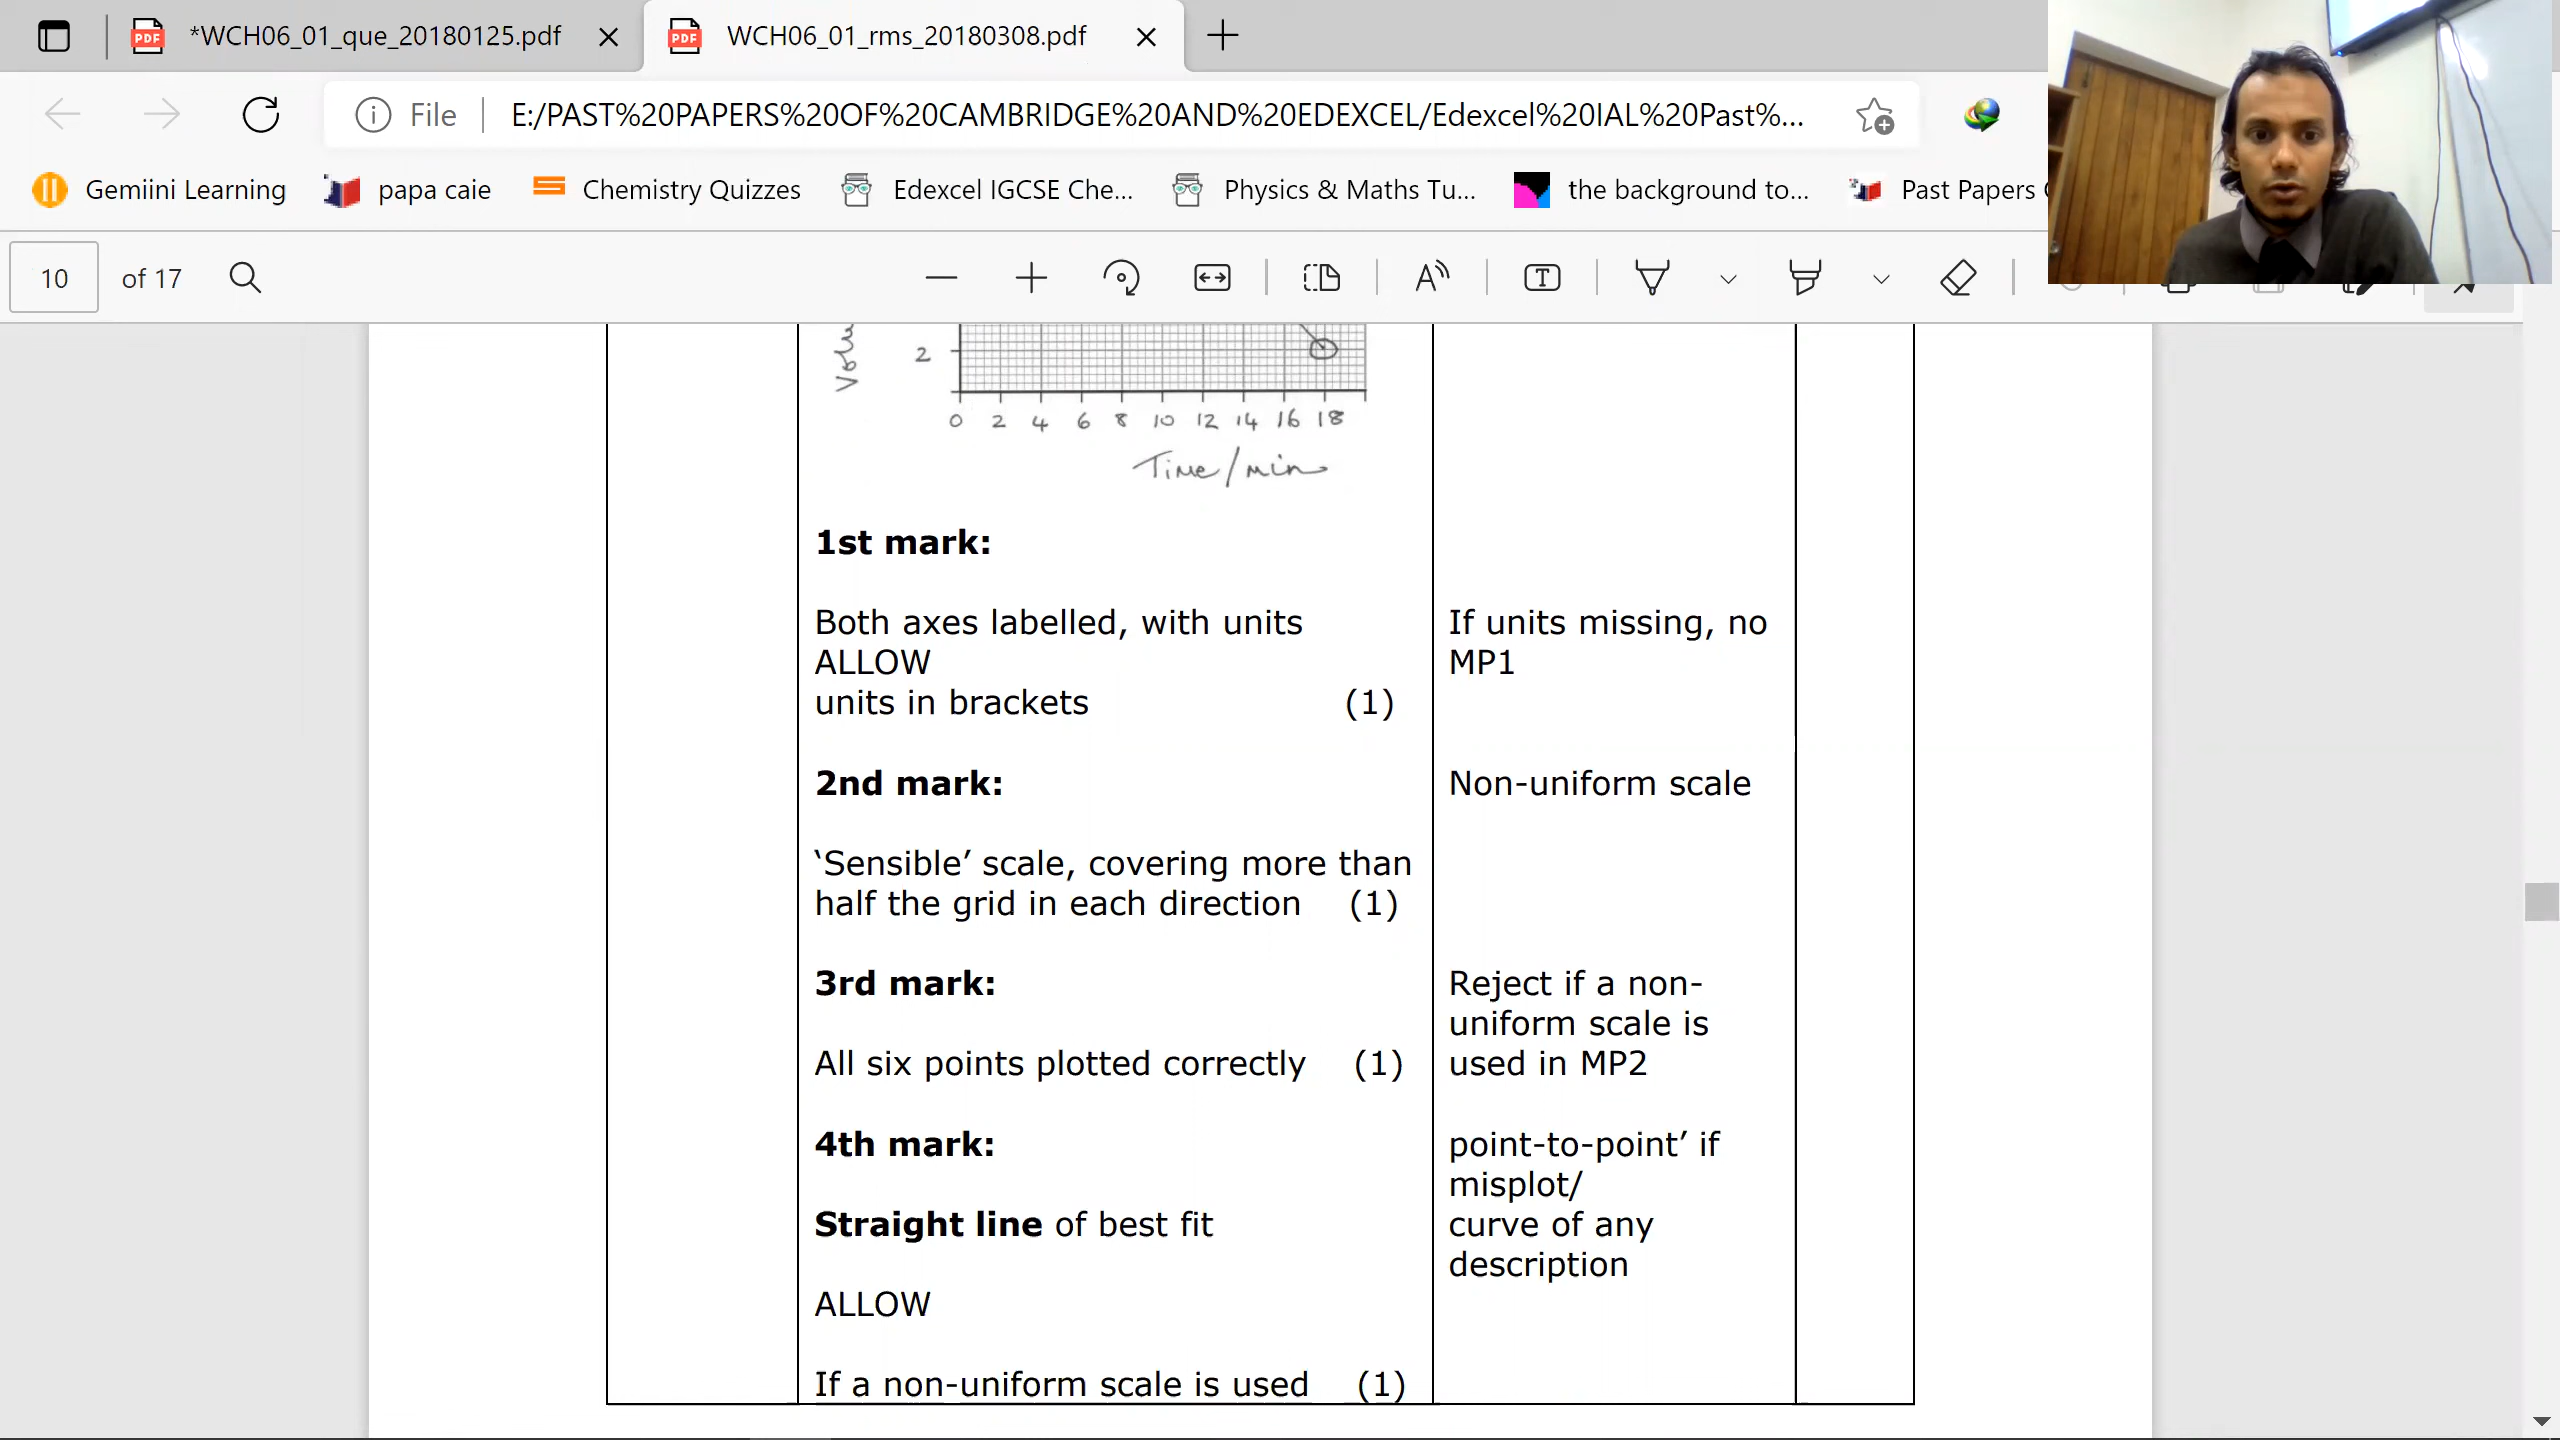 *WCH06_01_que_20180125.pdf WCH06_01_rms_20180308.pdf
File E:/PAST%20PAPERS%20OF%20CAMBRIDGE%20AND%20EDEXCEL/Edexcel%20IAL%20Past%...
Gemiini Learning papa caie Chemistry Quizzes Edexcel IGCSE Che... Physics & Maths Tu... the background to... Past Papers
10 of 17
Volu
2
0 2 4 6 8 10 12 14 16 18
Time/min
1st mark:
Both axes labelled, with units
ALLOW
units in brackets (1)
If units missing, no
MP1
2nd mark:
‘Sensible’ scale, covering more than
half the grid in each direction (1)
Non-uniform scale
3rd mark:
All six points plotted correctly (1)
Reject if a non-
uniform scale is
used in MP2
4th mark:
Straight line of best fit
ALLOW
If a non-uniform scale is used (1)
point-to-point’ if
misplot/
curve of any
description